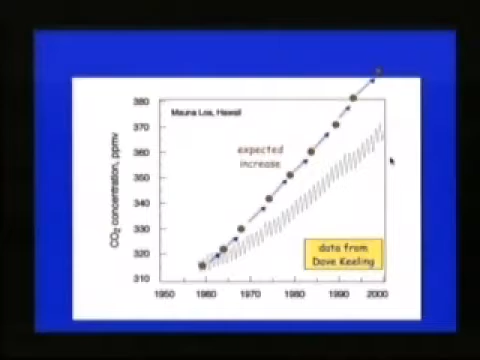 380
370
360
350
340
330
320
310
CO2 concentration, ppmv
Mauna Loa, Hawaii
expected
increase
data from
Dave Keeling
1950
1960
1970
1980
1990
2000